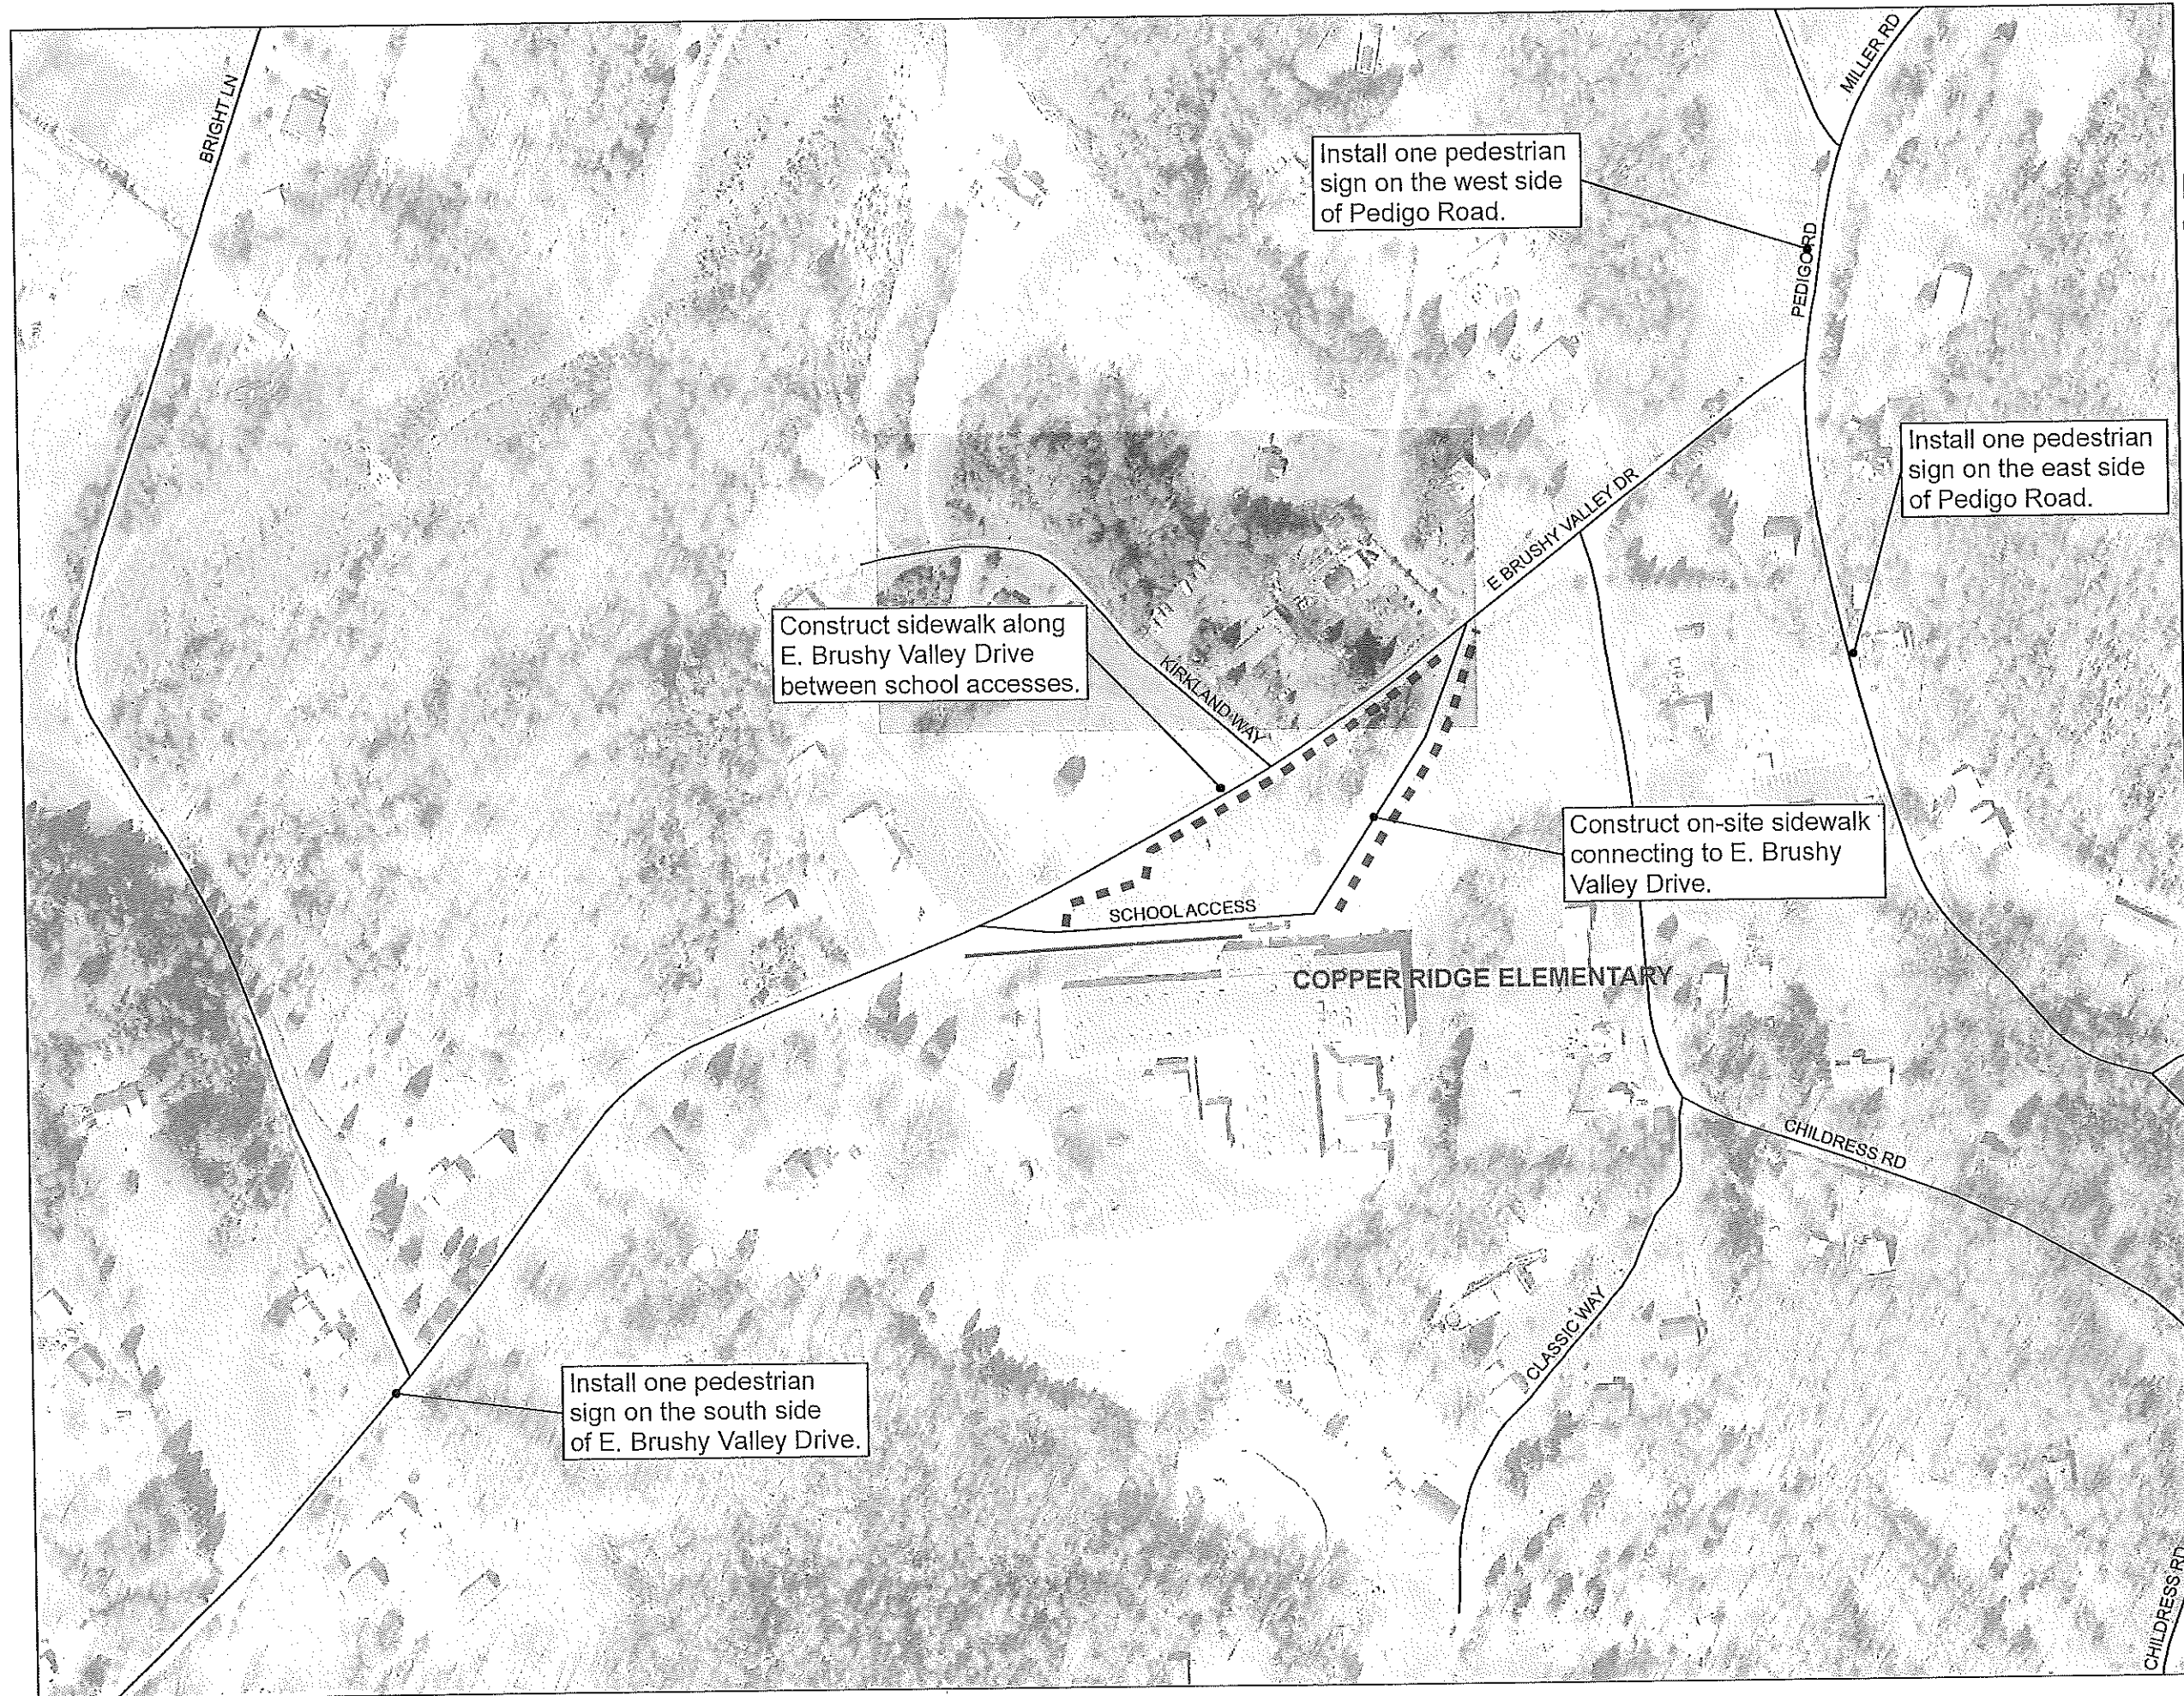 BRIGHT LN
MILLER RD
Install one pedestrian
sign on the west side
of Pedigo Road.
PEDIGO RD
Install one pedestrian
sign on the east side
of Pedigo Road.
E BRUSHY VALLEY DR
Construct sidewalk along
E. Brushy Valley Drive
between school accesses.
KIRKLAND WAY
Construct on-site sidewalk
connecting to E. Brushy
Valley Drive.
SCHOOL ACCESS
COPPER RIDGE ELEMENTARY
CHILDRESS RD
CLASSIC WAY
Install one pedestrian
sign on the south side
of E. Brushy Valley Drive.
CHILDRESS RD